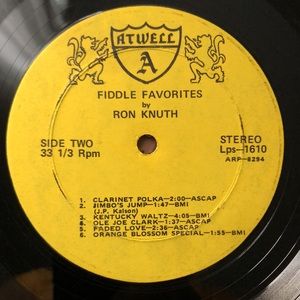 ATWELL
A
FIDDLE FAVORITES
by
RON KNUTH
SIDE TWO
33 1/3 Rpm
STEREO
Lps-1610
ARP-8294
1. CLARINET POLKA-2:00-ASCAP
2. JIMBO'S JUMP-1:47-BMI
(J.P. Kalson)
3. KENTUCKY WALTZ-4:05-BMI
4. OLE JOE CLARK-1:37-ASCAP
5. FADED LOVE-2:36-ASCAP
6. ORANGE BLOSSOM SPECIAL-1:55-BMI